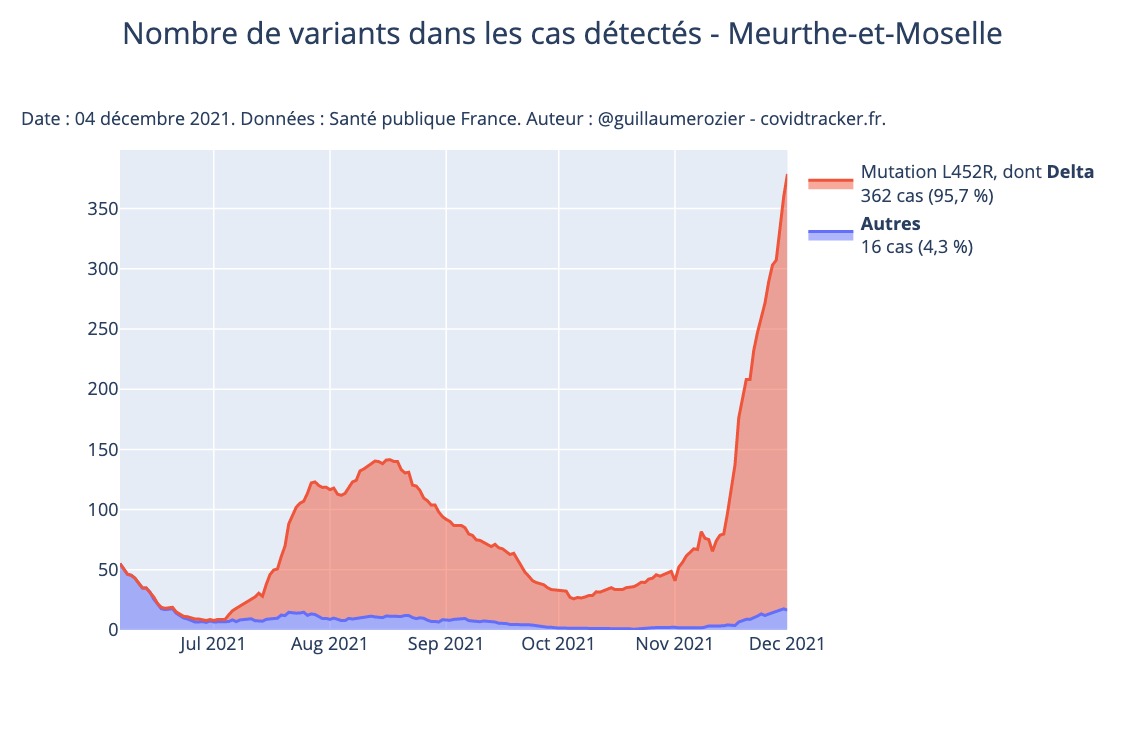 Nombre de variants dans les cas détectés - Meurthe-et-Moselle
Date : 04 décembre 2021. Données : Santé publique France. Auteur : @guillaumerozier - covidtracker.fr.
Mutation L452R, dont Delta
362 cas (95,7 %)
Autres
16 cas (4,3 %)
350
300
250
200
150
100
50
0
Jul 2021
Aug 2021
Sep 2021
Oct 2021
Nov 2021
Dec 2021